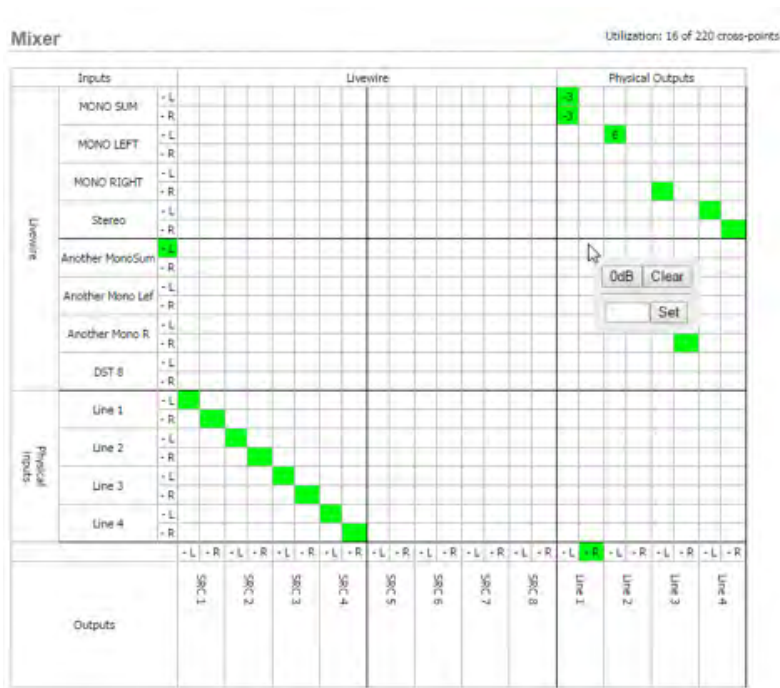 Mixer
Utilization: 16 of 220 cross-points
Inputs
Livewire
Physical Outputs
Livewire
MONO SUM
- L
-3
- R
-3
MONO LEFT
- L
6
- R
MONO RIGHT
- L
- R
Stereo
- L
- R
Another MonoSum
- L
- R
0dB Clear
Another Mono Lef
- L
- R
Set
Another Mono R
- L
- R
DST 8
- L
- R
Physical
Inputs
Line 1
- L
- R
Line 2
- L
- R
Line 3
- L
- R
Line 4
- L
- R
- L - R - L - R - L - R - L - R - L - R - L - R - L - R - L - R - L - R - L - R - L - R - L - R
Outputs
SRC 1
SRC 2
SRC 3
SRC 4
SRC 5
SRC 6
SRC 7
SRC 8
Line 1
Line 2
Line 3
Line 4